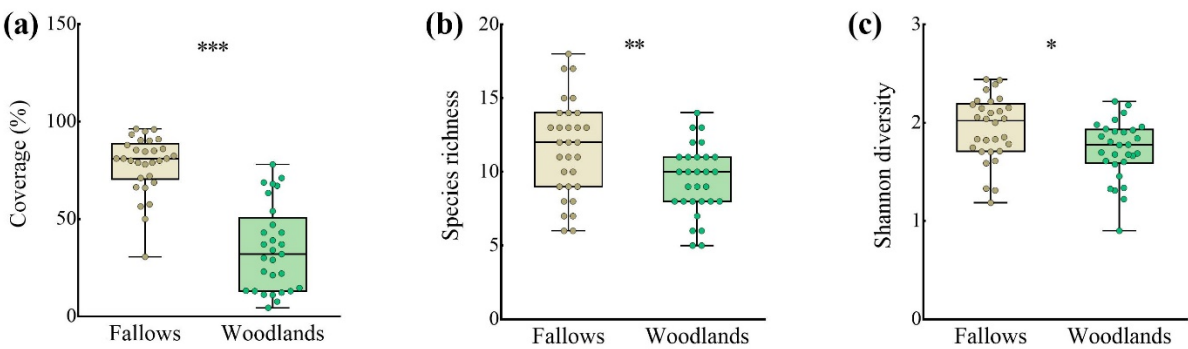 (a)
150
100
50
0
Coverage (%)
***
Fallows
Woodlands
(b)
20
15
10
5
0
Species richness
**
Fallows
Woodlands
(c)
3
2
1
0
Shannon diversity
*
Fallows
Woodlands